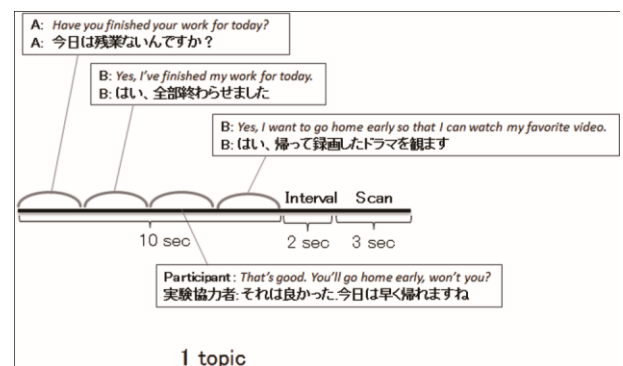 A: Have you finished your work for today?
A: 今日は残業ないんですか？
B: Yes, I've finished my work for today.
B: はい、全部終わらせました
B: Yes, I want to go home early so that I can watch my favorite video.
B: はい、帰って録画したドラマを観ます
Interval Scan
10 sec 2 sec 3 sec
Participant: That's good. You'll go home early, won't you?
実験協力者: それは良かった.今日は早く帰れますね
1 topic